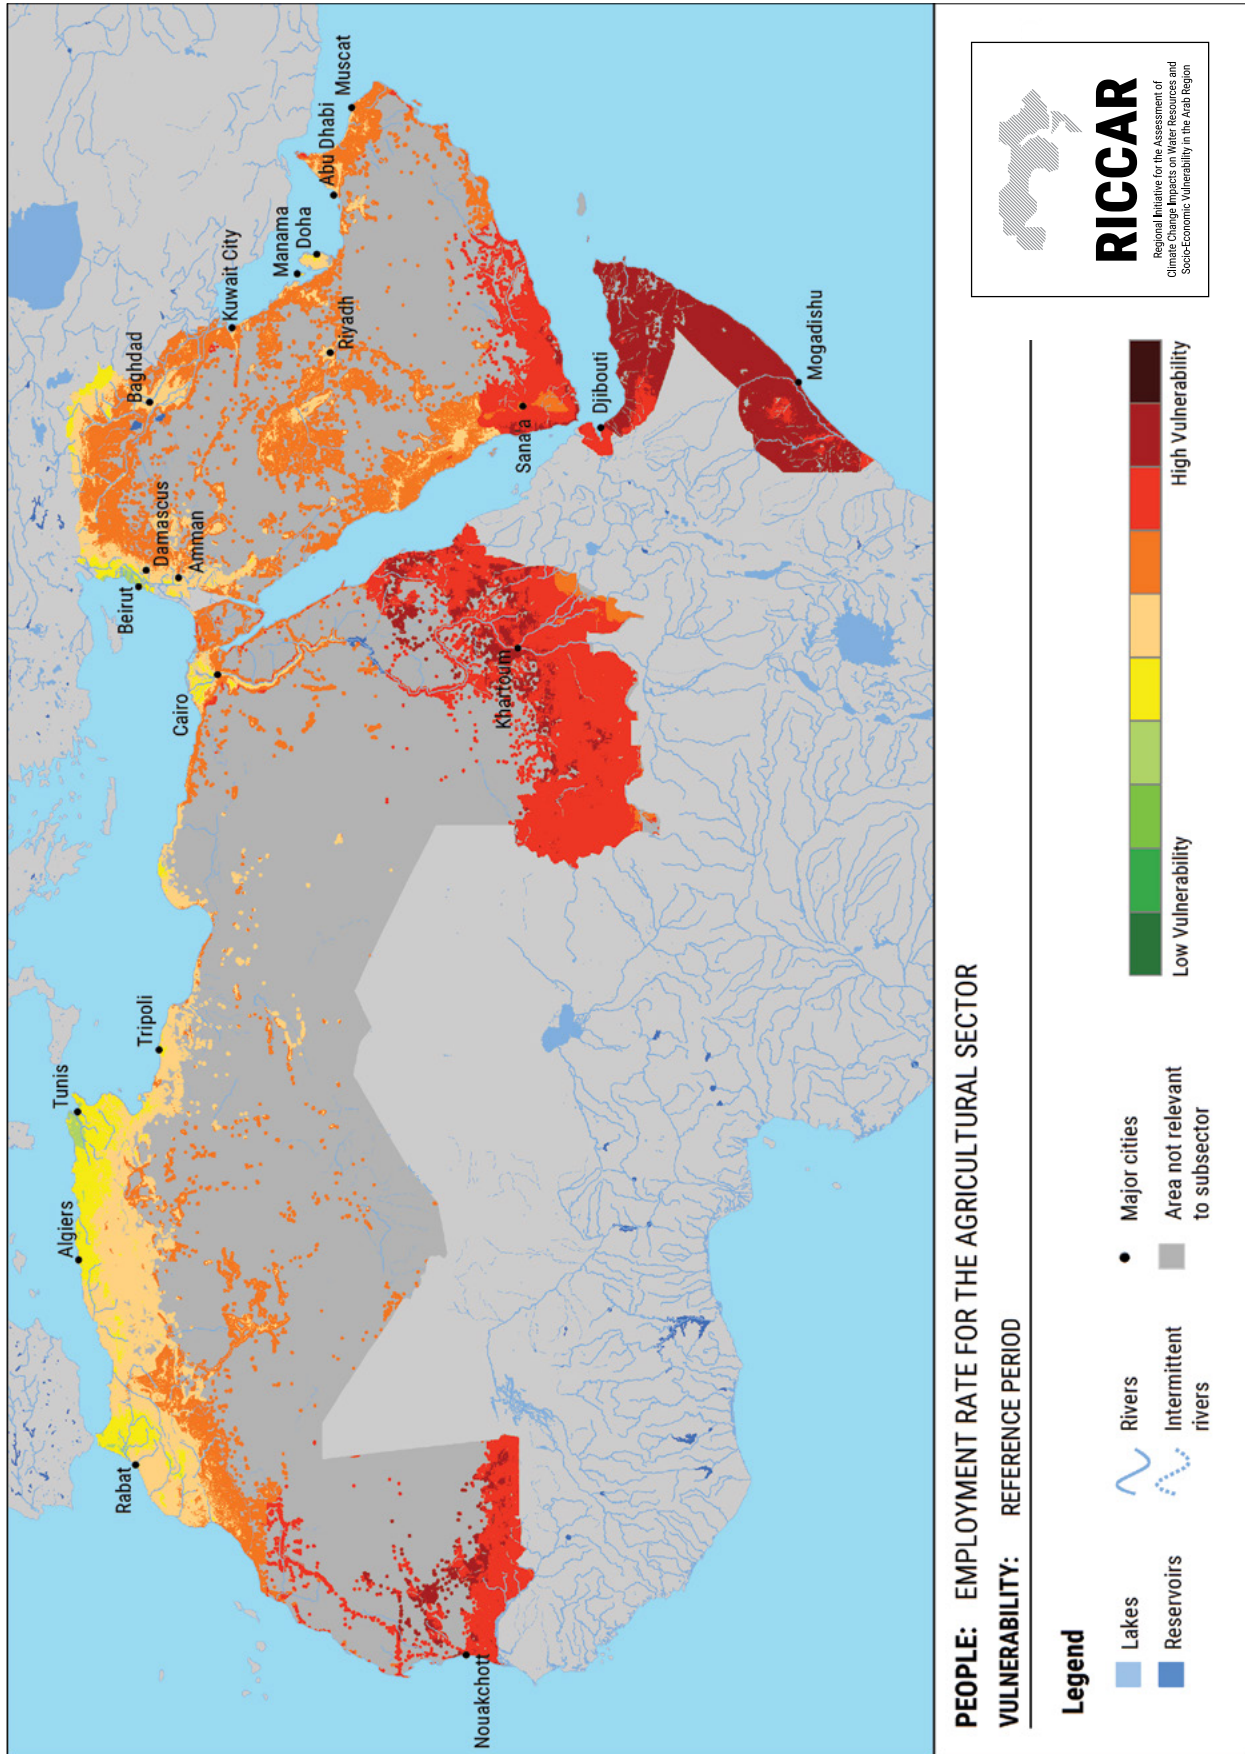 Rabat
Algiers
Tunis
Tripoli
Nouakchott
Cairo
Beirut
Damascus
Amman
Baghdad
Kuwait City
Manama
Doha
Riyadh
Abu Dhabi
Muscat
Sana'a
Djibouti
Khartoum
Mogadishu
PEOPLE: EMPLOYMENT RATE FOR THE AGRICULTURAL SECTOR
VULNERABILITY: REFERENCE PERIOD
Legend
Lakes
Reservoirs
Rivers
Intermittent
rivers
Major cities
Area not relevant
to subsector
Low Vulnerability
High Vulnerability
RICCAR
Regional Initiative for the Assessment of
Climate Change Impacts on Water Resources and
Socio-Economic Vulnerability in the Arab Region